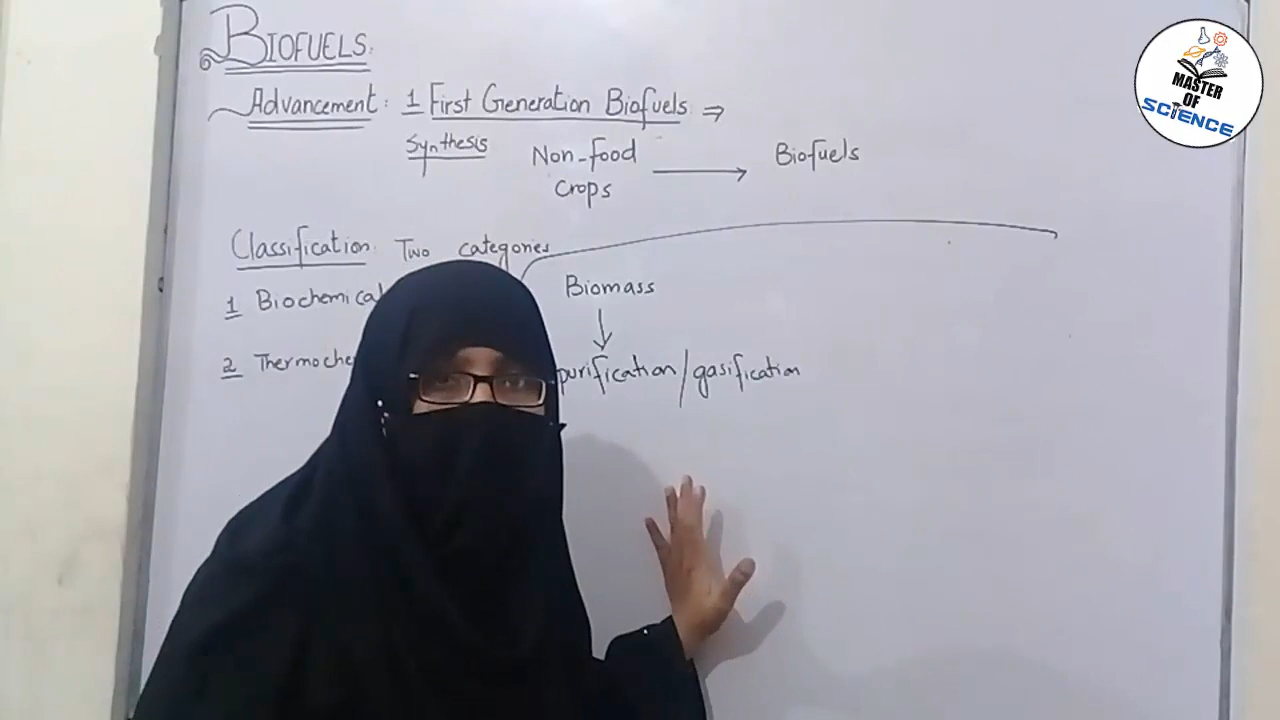 BIOFUELS:
Advancement: 1 First Generation Biofuels ⇒
Synthesis Non-food Crops → Biofuels
Classification: Two categories
1 Biochemical Biomass
↓
2 purification/gasification
MASTER
OF
SCIENCE